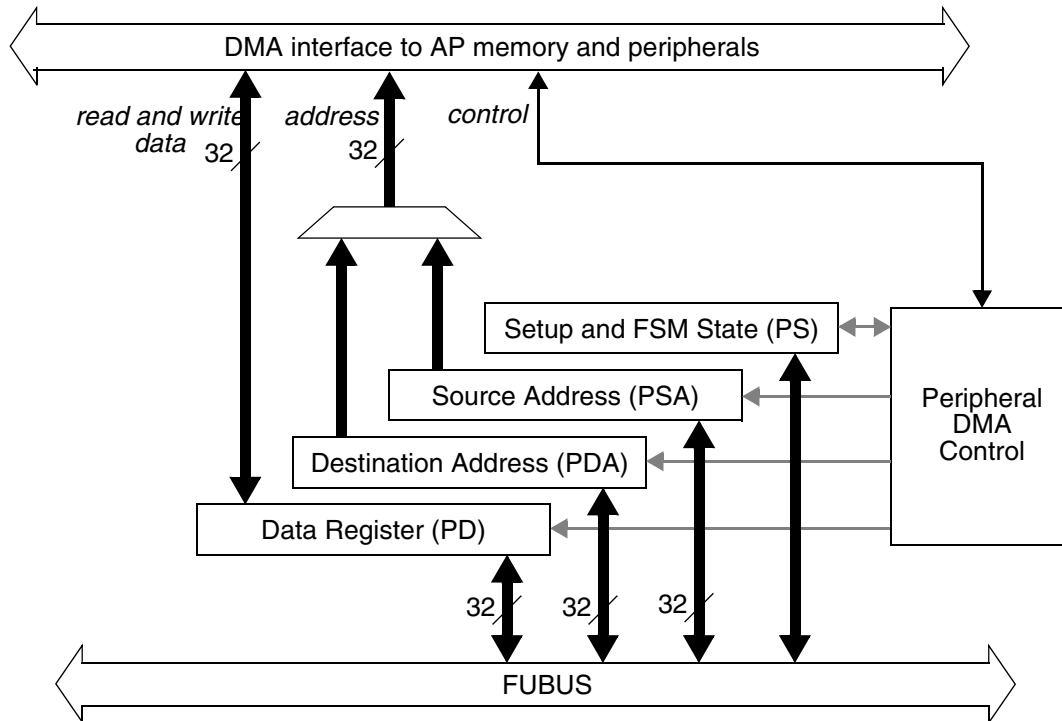 DMA interface to AP memory and peripherals
read and write
data
32
address
32
control
Setup and FSM State (PS)
Source Address (PSA)
Destination Address (PDA)
Data Register (PD)
Peripheral
DMA
Control
32
32
32
FUBUS